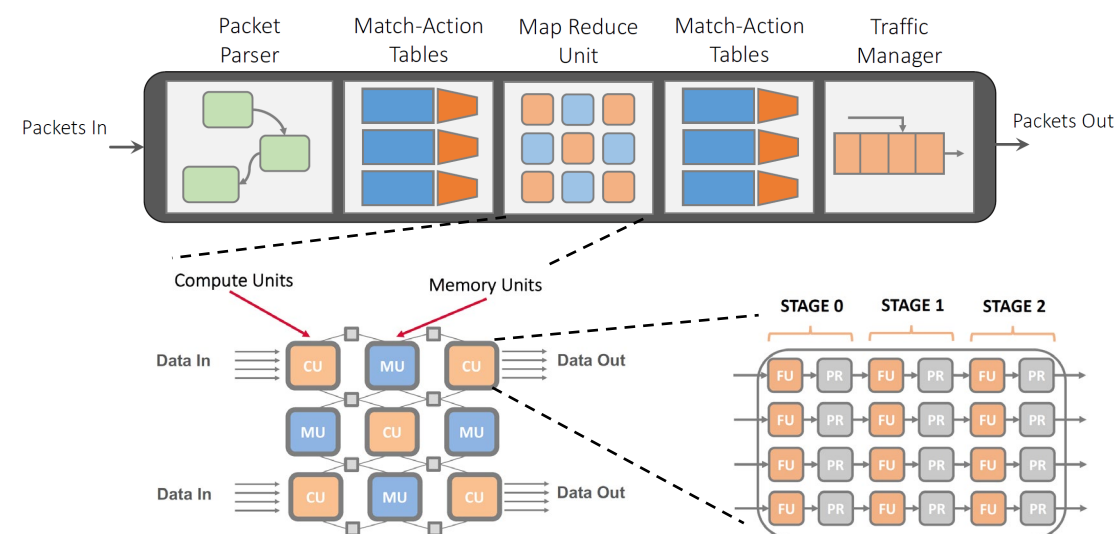 Packet
Parser
Match-Action
Tables
Map Reduce
Unit
Match-Action
Tables
Traffic
Manager
Packets In
Packets Out
Compute Units
Memory Units
STAGE 0 STAGE 1 STAGE 2
Data In CU MU CU Data Out
MU CU MU
Data In CU MU CU Data Out
FU PR FU PR FU PR
FU PR FU PR FU PR
FU PR FU PR FU PR
FU PR FU PR FU PR